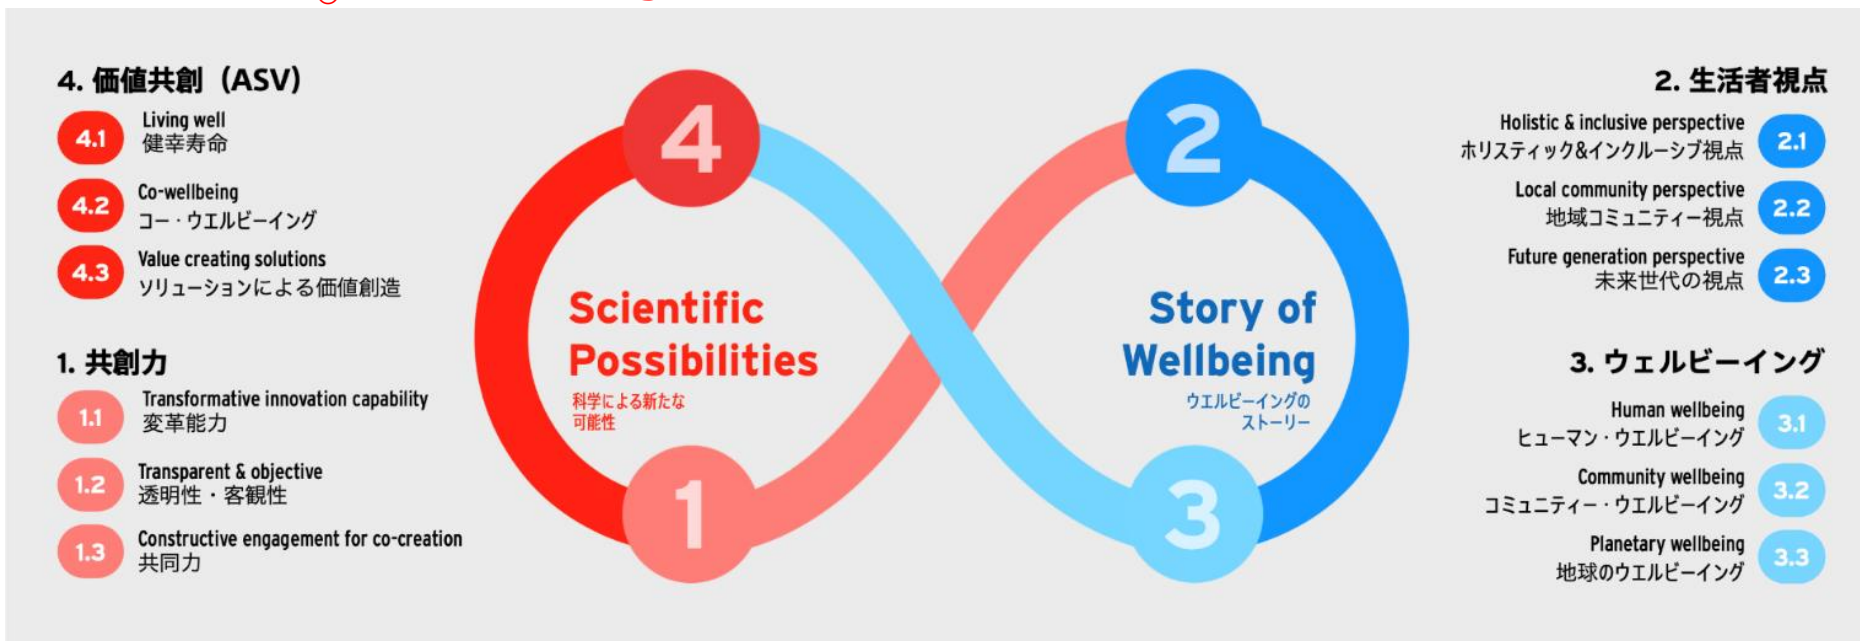 4. 価値共創（ASV）
4.1
Living well
健幸寿命
4.2
Co-wellbeing
コー・ウエルビーイング
4.3
Value creating solutions
ソリューションによる価値創造
1. 共創力
1.1
Transformative innovation capability
変革能力
1.2
Transparent & objective
透明性・客観性
1.3
Constructive engagement for co-creation
共同力
4
Scientific
Possibilities
科学による新たな
可能性
1
2
Story of
Wellbeing
ウエルビーイングの
ストーリー
3
2. 生活者視点
Holistic & inclusive perspective
ホリスティック&インクルーシブ視点
2.1
Local community perspective
地域コミュニティー視点
2.2
Future generation perspective
未来世代の視点
2.3
3. ウェルビーイング
Human wellbeing
ヒューマン・ウエルビーイング
3.1
Community wellbeing
コミュニティー・ウエルビーイング
3.2
Planetary wellbeing
地球のウエルビーイング
3.3